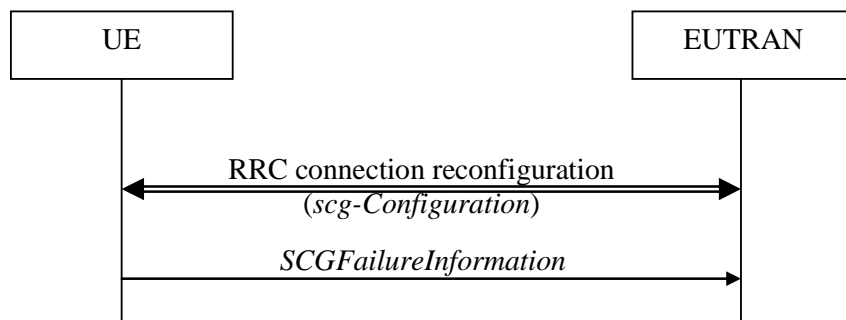 UE
EUTRAN
RRC connection reconfiguration
(scg-Configuration)
SCGFailureInformation